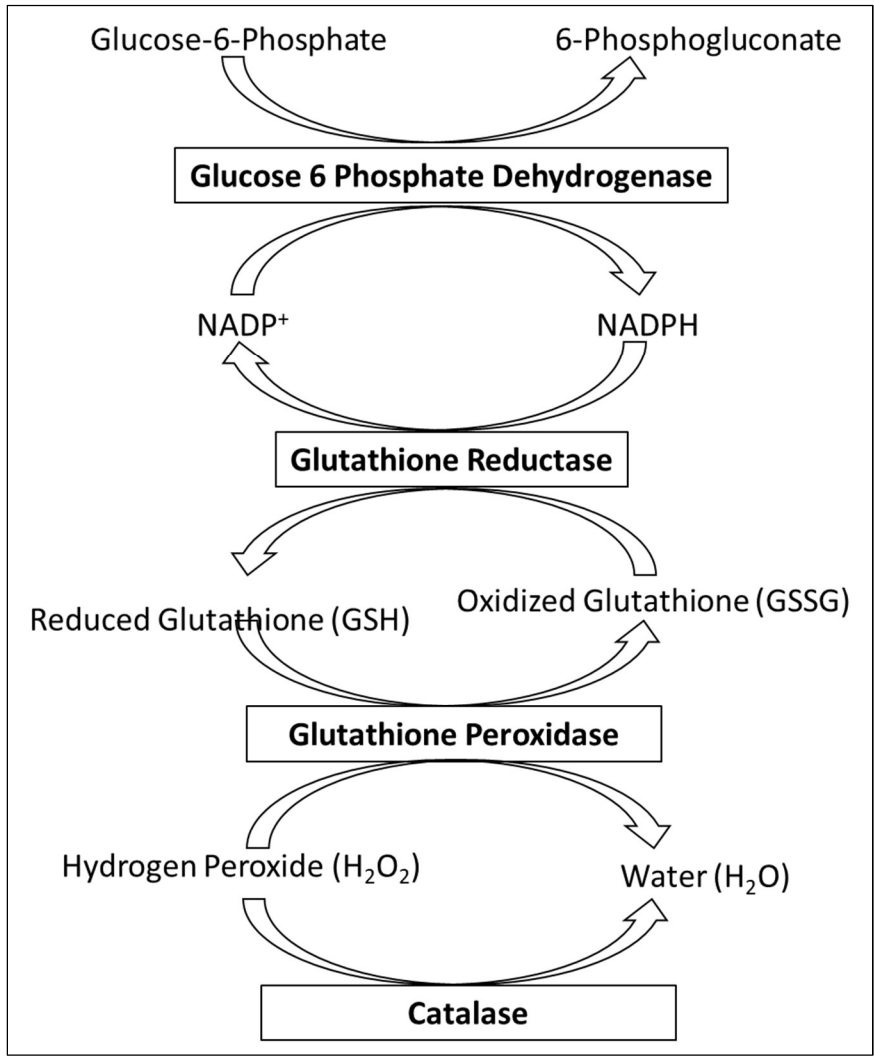 Glucose-6-Phosphate
6-Phosphogluconate
Glucose 6 Phosphate Dehydrogenase
NADP⁺
NADPH
Glutathione Reductase
Reduced Glutathione (GSH)
Oxidized Glutathione (GSSG)
Glutathione Peroxidase
Hydrogen Peroxide (H₂O₂)
Water (H₂O)
Catalase